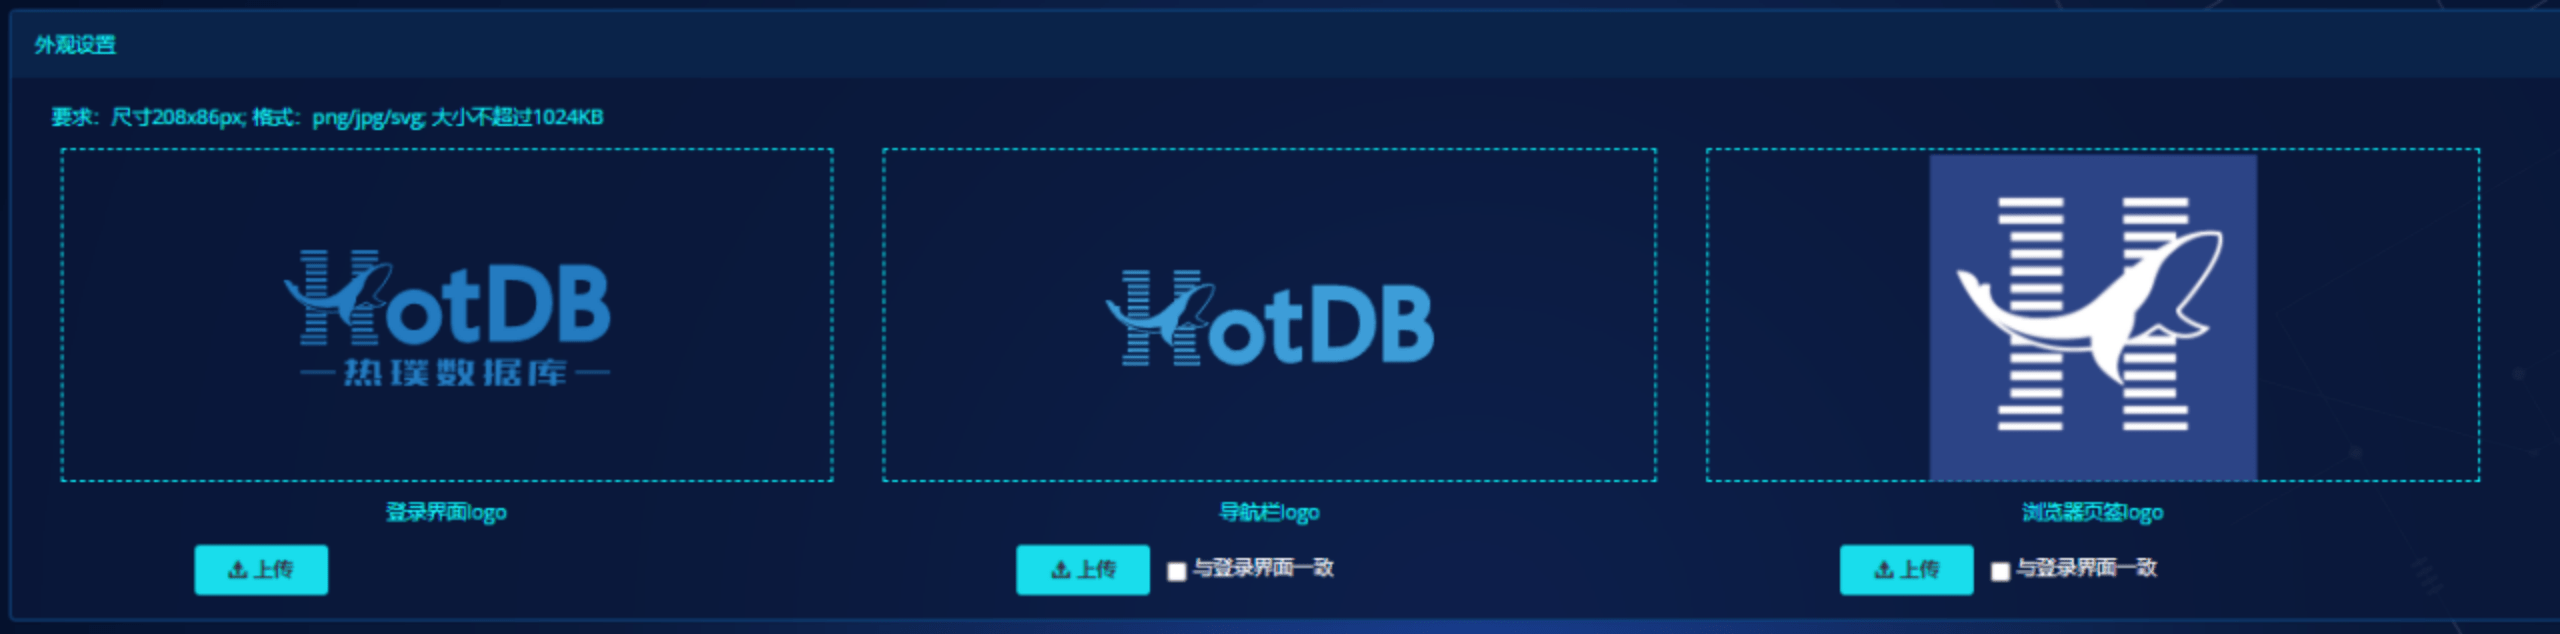 外观设置
要求：尺寸208x86px; 格式：png/jpg/svg; 大小不超过1024KB
HotDB
热璞数据库
HotDB
H
登录界面logo
导航栏logo
浏览器页签logo
上传
上传
与登录界面一致
上传
与登录界面一致